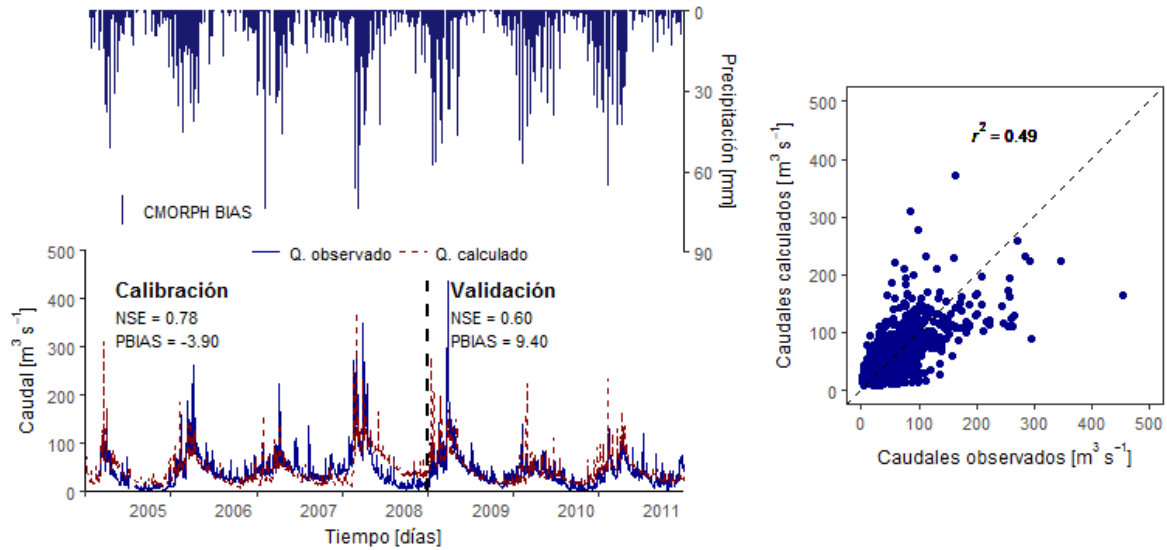 0
30
60
90
Precipitación [mm]
CMORPH BIAS
Q. observado
Q. calculado
500
400
300
200
100
0
Caudal [m³ s⁻¹]
Calibración
NSE = 0.78
PBIAS = -3.90
Validación
NSE = 0.60
PBIAS = 9.40
2005 2006 2007 2008 2009 2010 2011
Tiempo [días]
500
400
300
200
100
0
Caudales calculados [m³ s⁻¹]
r² = 0.49
0 100 200 300 400 500
Caudales observados [m³ s⁻¹]